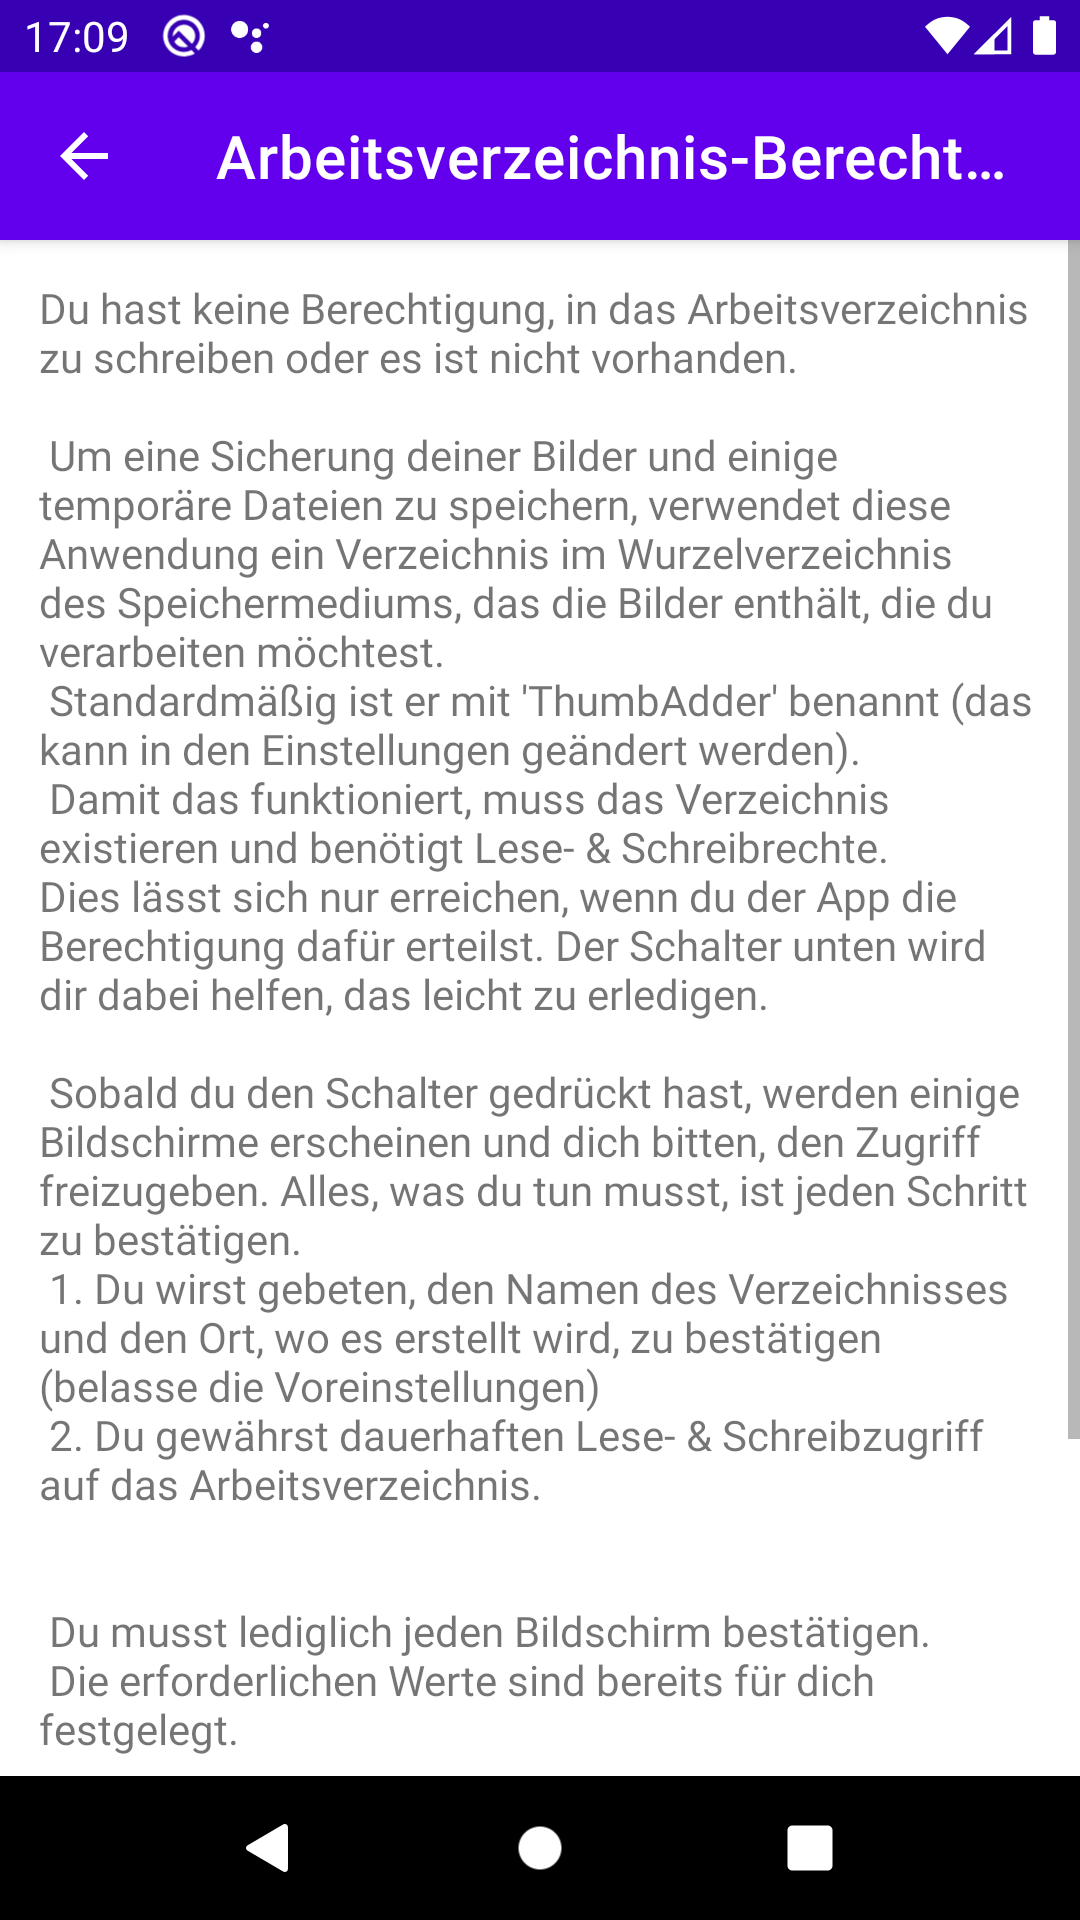 17:09
Arbeitsverzeichnis-Berecht…
Du hast keine Berechtigung, in das Arbeitsverzeichnis
zu schreiben oder es ist nicht vorhanden.
Um eine Sicherung deiner Bilder und einige
temporäre Dateien zu speichern, verwendet diese
Anwendung ein Verzeichnis im Wurzelverzeichnis
des Speichermediums, das die Bilder enthält, die du
verarbeiten möchtest.
Standardmäßig ist er mit 'ThumbAdder' benannt (das
kann in den Einstellungen geändert werden).
Damit das funktioniert, muss das Verzeichnis
existieren und benötigt Lese- & Schreibrechte.
Dies lässt sich nur erreichen, wenn du der App die
Berechtigung dafür erteilst. Der Schalter unten wird
dir dabei helfen, das leicht zu erledigen.
Sobald du den Schalter gedrückt hast, werden einige
Bildschirme erscheinen und dich bitten, den Zugriff
freizugeben. Alles, was du tun musst, ist jeden Schritt
zu bestätigen.
1. Du wirst gebeten, den Namen des Verzeichnisses
und den Ort, wo es erstellt wird, zu bestätigen
(belasse die Voreinstellungen)
2. Du gewährst dauerhaften Lese- & Schreibzugriff
auf das Arbeitsverzeichnis.
Du musst lediglich jeden Bildschirm bestätigen.
Die erforderlichen Werte sind bereits für dich
festgelegt.